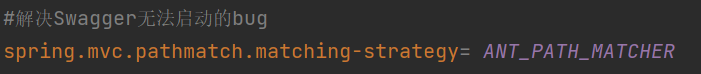 #解决Swagger无法启动的bug
spring.mvc.pathmatch.matching-strategy= ANT_PATH_MATCHER